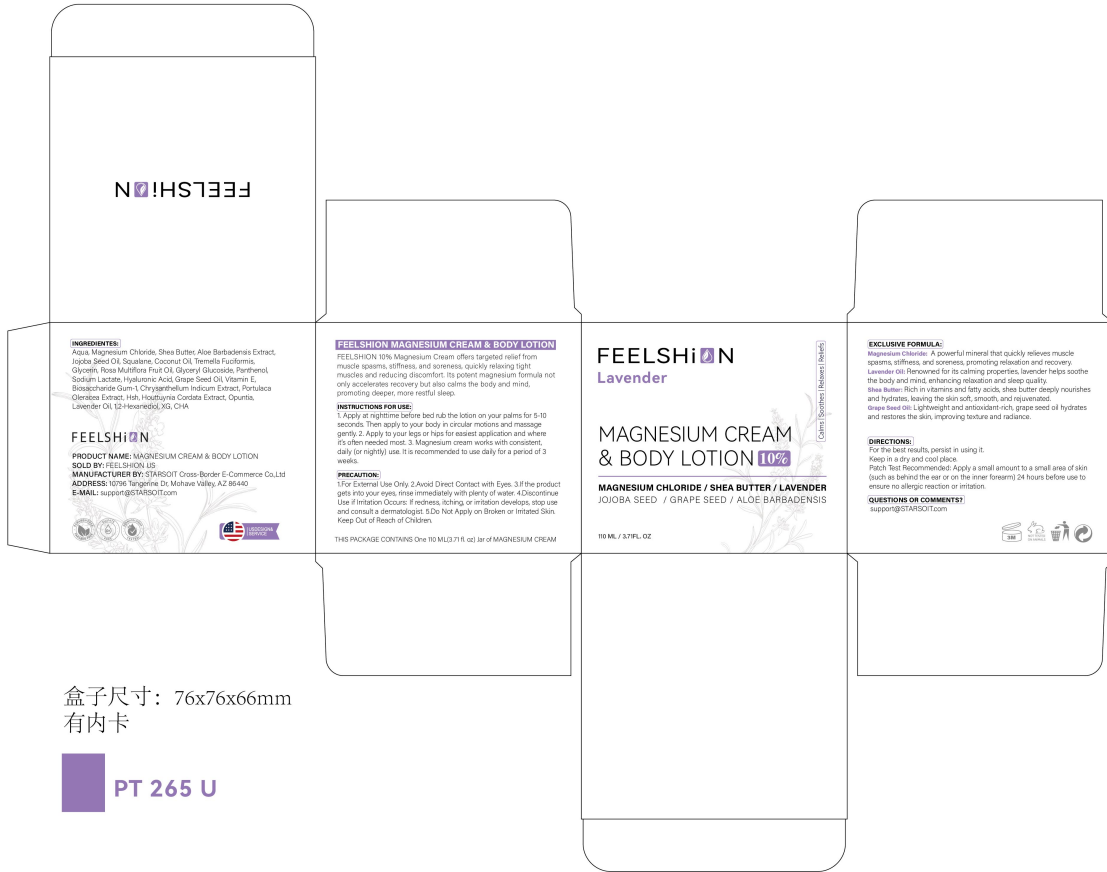 FEELSHiON
INGREDIENTES:
Aqua, Magnesium Chloride, Shea Butter, Aloe Barbadensis Extract,
Jojoba Seed Oil, Squalane, Coconut Oil, Tremella Fuciformis,
Glycerin, Rosa Multiflora Fruit Oil, Glyceryl Glucoside, Panthenol,
Sodium Lactate, Hyaluronic Acid, Grape Seed Oil, Vitamin E,
Biosaccharide Gum-1, Chrysanthellum Indicum Extract, Portulaca
Oleracea Extract, Hsh, Houttuynia Cordata Extract, Opuntia,
Lavender Oil, 1,2-Hexanediol, XG, CHA
FEELSHiON
PRODUCT NAME: MAGNESIUM CREAM & BODY LOTION
SOLD BY: FEELSHION US
MANUFACTURER BY: STARSOIT Cross-Border E-Commerce Co,.Ltd
ADDRESS: 10796 Tangerine Dr, Mohave Valley, AZ 86440
E-MAIL: support@STARSOIT.com
SERVICE
FEELSHION MAGNESIUM CREAM & BODY LOTION
FEELSHION 10% Magnesium Cream offers targeted relief from
muscle spasms, stiffness, and soreness, quickly relaxing tight
muscles and reducing discomfort. Its potent magnesium formula not
only accelerates recovery but also calms the body and mind,
promoting deeper, more restful sleep.
INSTRUCTIONS FOR USE:
1. Apply at nighttime before bed rub the lotion on your palms for 5-10
seconds. Then apply to your body in circular motions and massage
gently. 2. Apply to your legs or hips for easiest application and where
it's often needed most. 3. Magnesium cream works with consistent,
daily (or nightly) use. It is recommended to use daily for a period of 3
weeks.
PRECAUTION:
1.For External Use Only. 2.Avoid Direct Contact with Eyes. 3.If the product
gets into your eyes, rinse immediately with plenty of water. 4.Discontinue
Use if Irritation Occurs: If redness, itching, or irritation develops, stop use
and consult a dermatologist. 5.Do Not Apply on Broken or Irritated Skin.
Keep Out of Reach of Children.
THIS PACKAGE CONTAINS One 110 ML(3.71 fl. oz) Jar of MAGNESIUM CREAM
FEELSHiON
Lavender
Calms | Soothes | Relaxes | Reliefs
MAGNESIUM CREAM
& BODY LOTION 10%
MAGNESIUM CHLORIDE / SHEA BUTTER / LAVENDER
JOJOBA SEED / GRAPE SEED / ALOE BARBADENSIS
110 ML / 3.71FL. OZ
EXCLUSIVE FORMULA:
Magnesium Chloride: A powerful mineral that quickly relieves muscle
spasms, stiffness, and soreness, promoting relaxation and recovery.
Lavender Oil: Renowned for its calming properties, lavender helps soothe
the body and mind, enhancing relaxation and sleep quality.
Shea Butter: Rich in vitamins and fatty acids, shea butter deeply nourishes
and hydrates, leaving the skin soft, smooth, and rejuvenated.
Grape Seed Oil: Lightweight and antioxidant-rich, grape seed oil hydrates
and restores the skin, improving texture and radiance.
DIRECTIONS:
For the best results, persist in using it.
Keep in a dry and cool place.
Patch Test Recommended: Apply a small amount to a small area of skin
(such as behind the ear or on the inner forearm) 24 hours before use to
ensure no allergic reaction or irritation.
QUESTIONS OR COMMENTS?
support@STARSOIT.com
NOT TESTED
ON ANIMALS
盒子尺寸：76x76x66mm
有内卡
PT 265 U